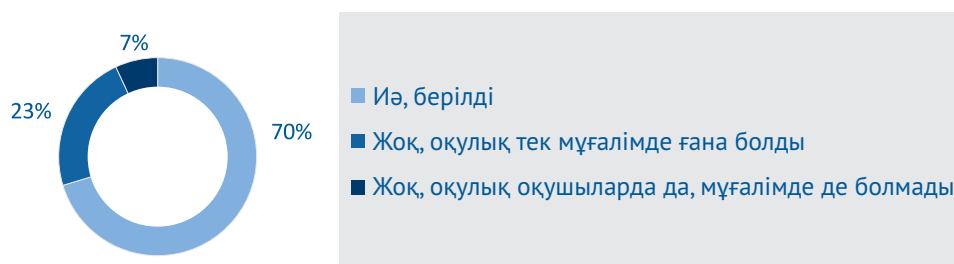 7%
23%
70%
Иә, берілді
Жоқ, оқулық тек мұғалімде ғана болды
Жоқ, оқулық оқушыларда да, мұғалімде де болмады